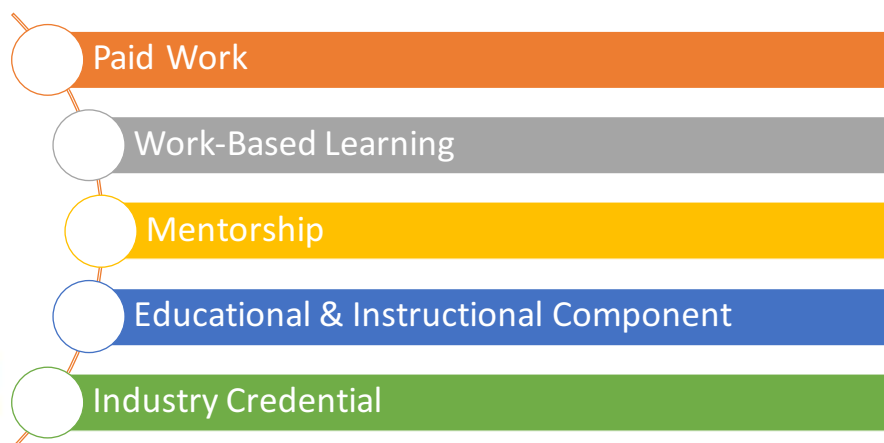 Paid Work
Work-Based Learning
Mentorship
Educational & Instructional Component
Industry Credential